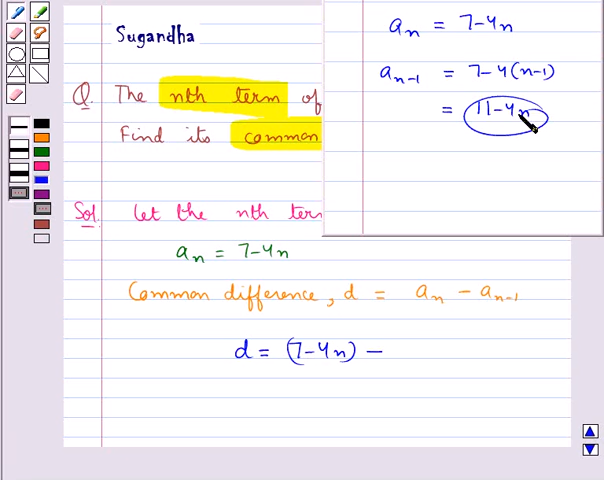 Sugandha
Q. The nth term of
Find its common
Sol. Let the nth term
aₙ = 7-4n
Common difference, d = aₙ - aₙ₋₁
d = (7-4n) -
aₙ = 7-4n
aₙ₋₁ = 7-4(n-1)
= 11-4n